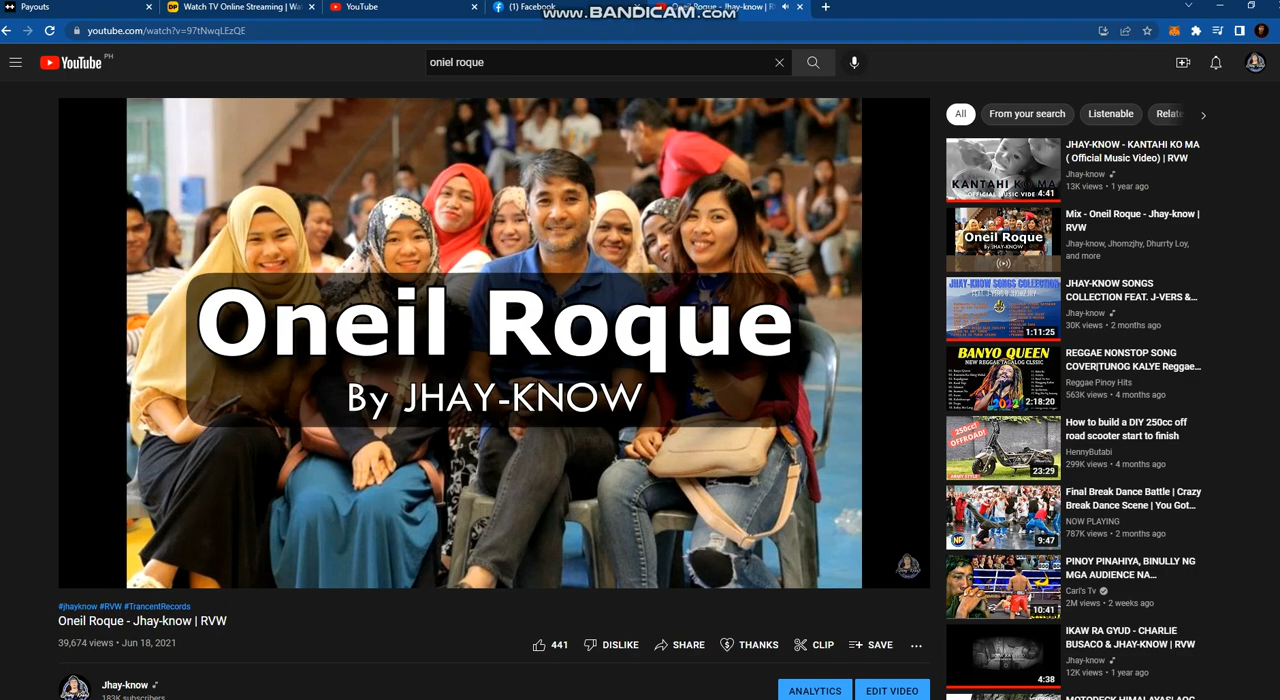 Payouts
Watch TV Online Streaming | Wa
YouTube
(1) Facebook
Oneil Roque - Jhay-know | R
www.BANDICAM.com
youtube.com/watch?v=97tNwqLEzQE
YouTube PH
oniel roque
Oneil Roque
By JHAY-KNOW
#jhayknow #RVW #TrancentRecords
Oneil Roque - Jhay-know | RVW
39,674 views • Jun 18, 2021
441
DISLIKE
SHARE
THANKS
CLIP
SAVE
Jhay-know
183K subscribers
ANALYTICS
EDIT VIDEO
All
From your search
Listenable
Relate
KANTAHI KO MA
OFFICIAL MUSIC VIDE
4:41
JHAY-KNOW - KANTAHI KO MA
( Official Music Video) | RVW
Jhay-know
13K views • 1 year ago
Oneil Roque
By JHAY-KNOW
Mix - Oneil Roque - Jhay-know |
RVW
Jhay-know, Jhomzjhy, Dhurrty Loy,
and more
JHAY-KNOW SONGS COLLECTION
1:11:25
JHAY-KNOW SONGS
COLLECTION FEAT. J-VERS &...
Jhay-know
30K views • 2 months ago
BANYO QUEEN
NEW REGGAE TAGALOG CLSSIC
2022
2:18:20
REGGAE NONSTOP SONG
COVER|TUNOG KALYE Reggae...
Reggae Pinoy Hits
563K views • 4 months ago
250cc!
OFFROAD!
ARMY STYLE!
23:29
How to build a DIY 250cc off
road scooter start to finish
HennyButabi
299K views • 4 months ago
NP
9:47
Final Break Dance Battle | Crazy
Break Dance Scene | You Got...
NOW PLAYING
787K views • 2 months ago
10:41
PINOY PINAHIYA, BINULLY NG
MGA AUDIENCE NA...
Carl's Tv
2M views • 2 weeks ago
4:38
IKAW RA GYUD - CHARLIE
BUSACO & JHAY-KNOW | RVW
Jhay-know
12K views • 1 year ago